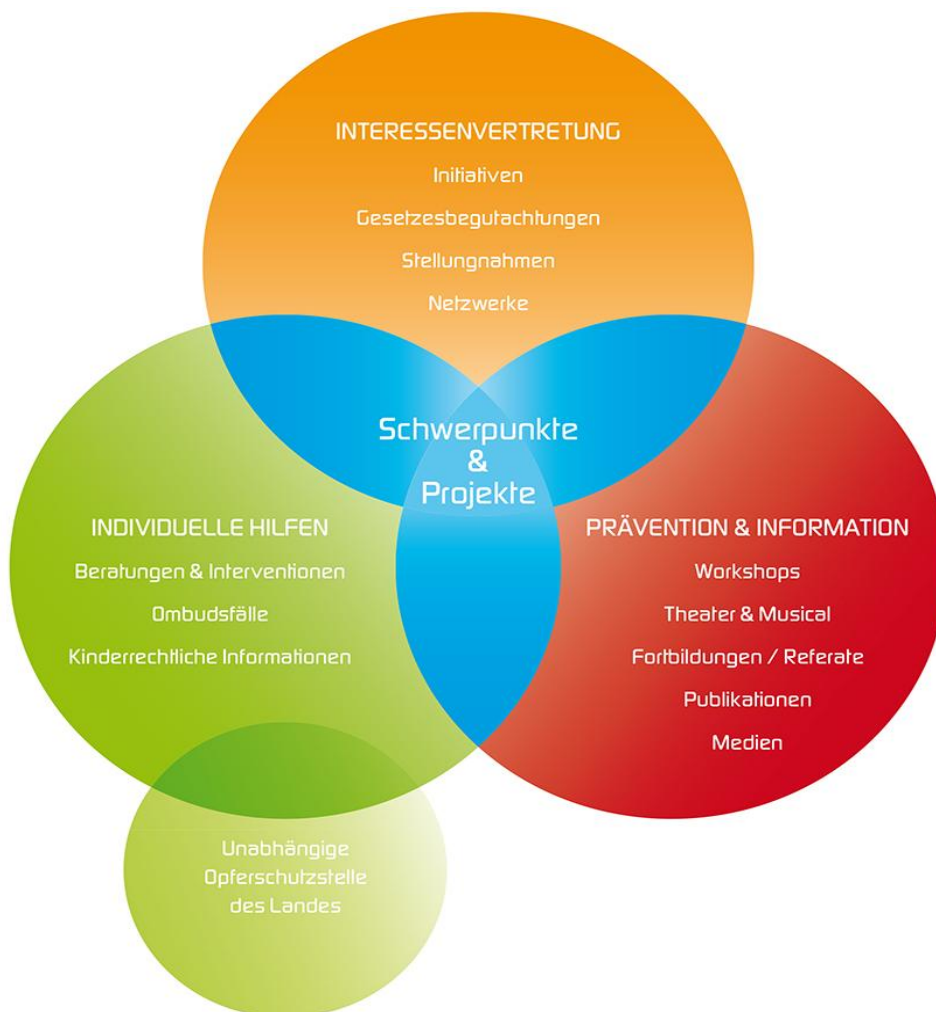 INTERESSENVERTRETUNG
Initiativen
Gesetzesbegutachtungen
Stellungnahmen
Netzwerke
Schwerpunkte
&
Projekte
INDIVIDUELLE HILFEN
Beratungen & Interventionen
Ombudsfälle
Kinderrechtliche Informationen
PRÄVENTION & INFORMATION
Workshops
Theater & Musical
Fortbildungen / Referate
Publikationen
Medien
Unabhängige
Opferschutzstelle
des Landes